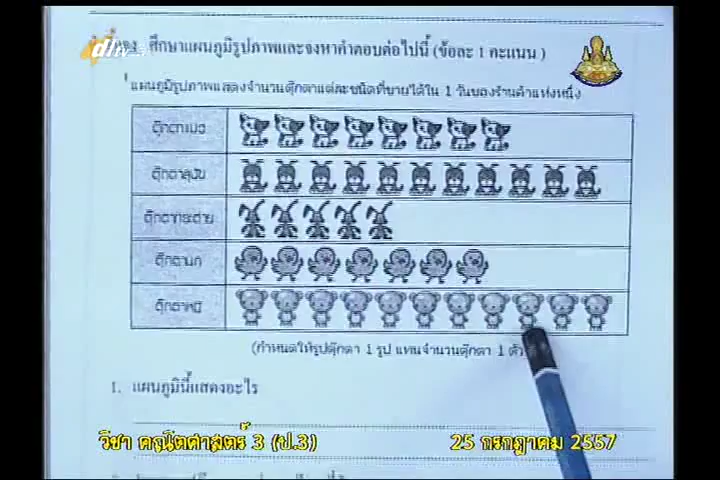 ศึกษาแผนภูมิรูปภาพและจงหาคำตอบต่อไปนี้ (ข้อละ 1 คะแนน )
แผนภูมิรูปภาพแสดงจำนวนตุ๊กตาแต่ละชนิดที่ขายได้ใน 1 วันของร้านค้าแห่งหนึ่ง
ตุ๊กตาแมว
ตุ๊กตาสุนัข
ตุ๊กตากระต่าย
ตุ๊กตานก
ตุ๊กตาหมี
(กำหนดให้รูปตุ๊กตา 1 รูป แทนจำนวนตุ๊กตา 1 ตัว
1. แผนภูมินี้แสดงอะไร
วิชา คณิตศาสตร์ 3 (ป.3) 25 กรกฎาคม 2557